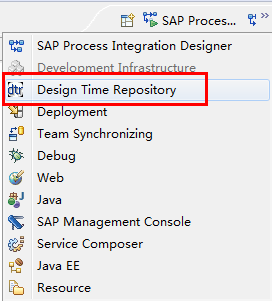 SAP Proces...
SAP Process Integration Designer
Development Infrastructure
Design Time Repository
Deployment
Team Synchronizing
Debug
Web
Java
SAP Management Console
Service Composer
Java EE
Resource